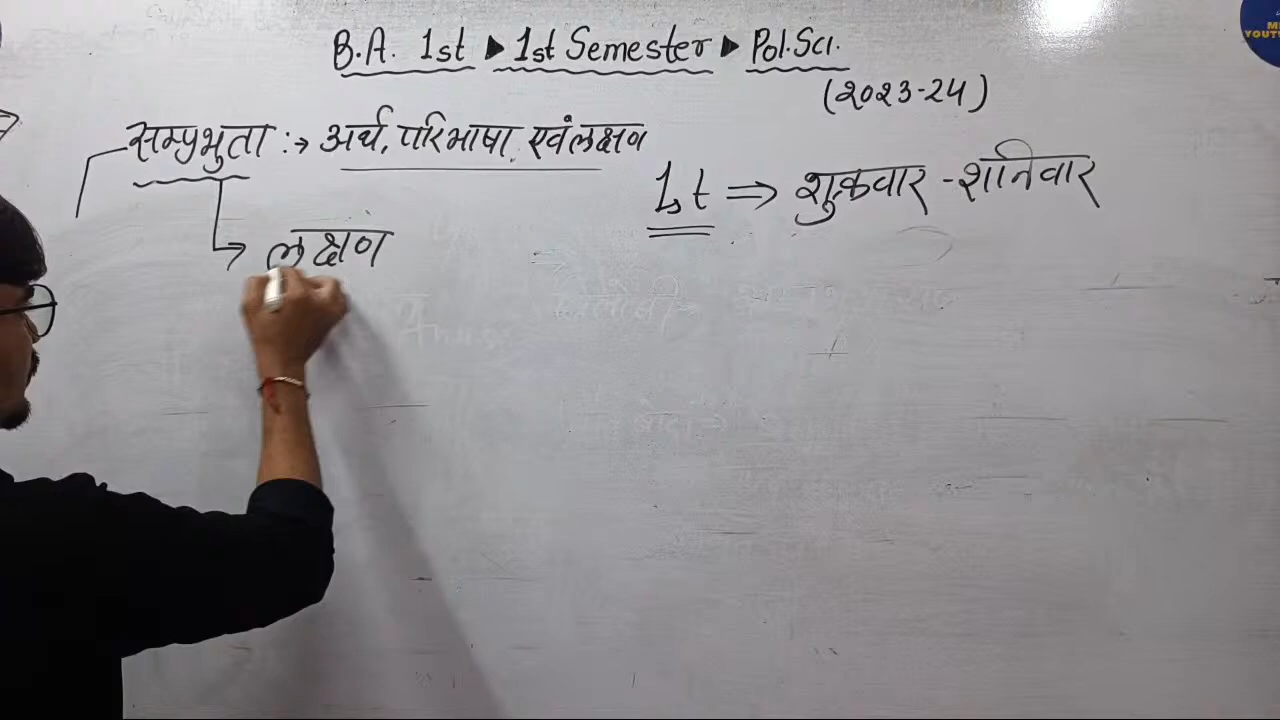 B.A. 1st ▶ 1st Semester ▶ Pol.Sci.
(2023-24)
सम्प्रभुता :→ अर्थ, परिभाषा एवं लक्षण
1st ⇒ शुक्रवार - शनिवार
→ लक्षण